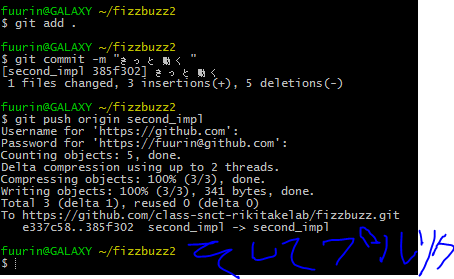 fuurin@GALAXY ~/fizzbuzz2
$ git add .
fuurin@GALAXY ~/fizzbuzz2
$ git commit -m "きっと動く "
[second_impl 385f302] きっと動く
1 files changed, 3 insertions(+), 5 deletions(-)
fuurin@GALAXY ~/fizzbuzz2
$ git push origin second_impl
Username for 'https://github.com':
Password for 'https://fuurin@github.com':
Counting objects: 5, done.
Delta compression using up to 2 threads.
Compressing objects: 100% (3/3), done.
Writing objects: 100% (3/3), 341 bytes, done.
Total 3 (delta 1), reused 0 (delta 0)
To https://github.com/class-snct-rikitakelab/fizzbuzz.git
e337c58..385f302  second_impl -> second_impl
そしてプルリク
fuurin@GALAXY ~/fizzbuzz2
$